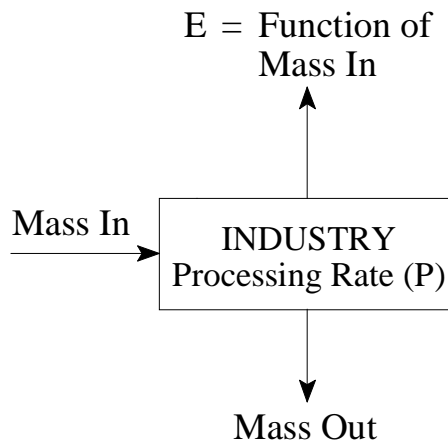 E = Function of
Mass In
Mass In
INDUSTRY
Processing Rate (P)
Mass Out